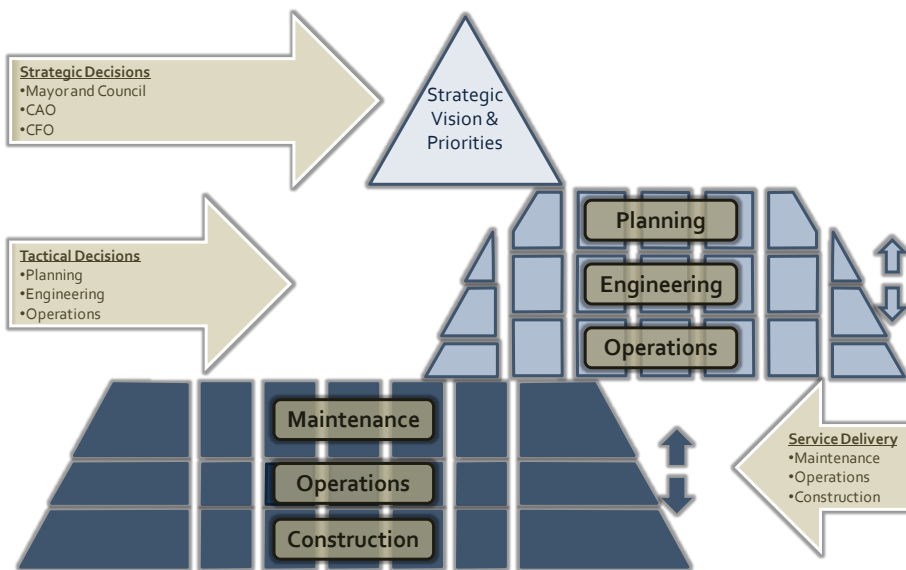 Strategic Decisions
•Mayor and Council
•CAO
•CFO
Strategic
Vision &
Priorities
Tactical Decisions
•Planning
•Engineering
•Operations
Planning
Engineering
Operations
Maintenance
Operations
Construction
Service Delivery
•Maintenance
•Operations
•Construction